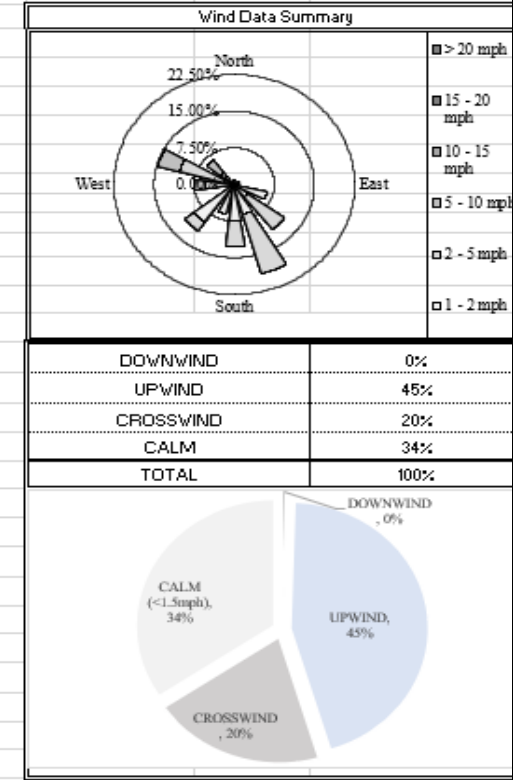 Wind Data Summary
North
22.50%
15.00%
7.50%
0.00%
West
East
South
> 20 mph
15 - 20
mph
10 - 15
mph
5 - 10 mph
2 - 5 mph
1 - 2 mph
DOWNWIND 0%
UPWIND 45%
CROSSWIND 20%
CALM 34%
TOTAL 100%
DOWNWIND
, 0%
CALM
(<1.5mph),
34%
UPWIND,
45%
CROSSWIND
, 20%